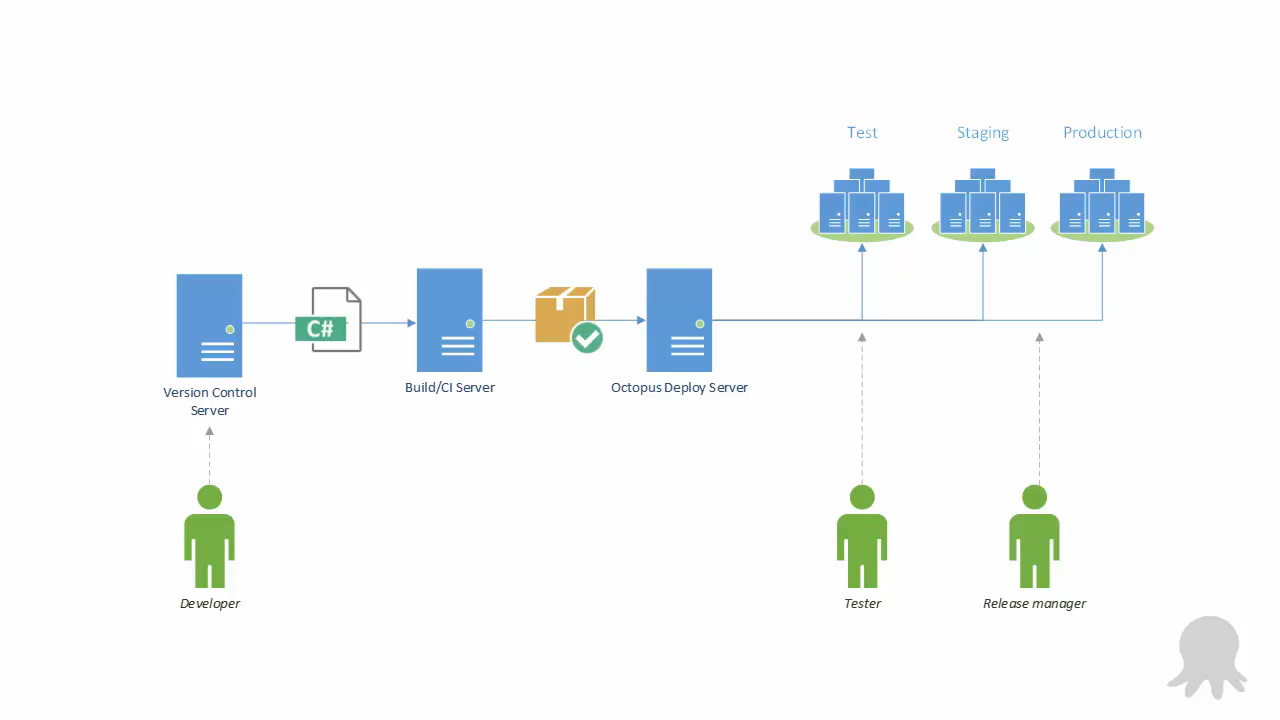 Test
Staging
Production
C#
Version Control
Server
Build/CI Server
Octopus Deploy Server
Developer
Tester
Release manager